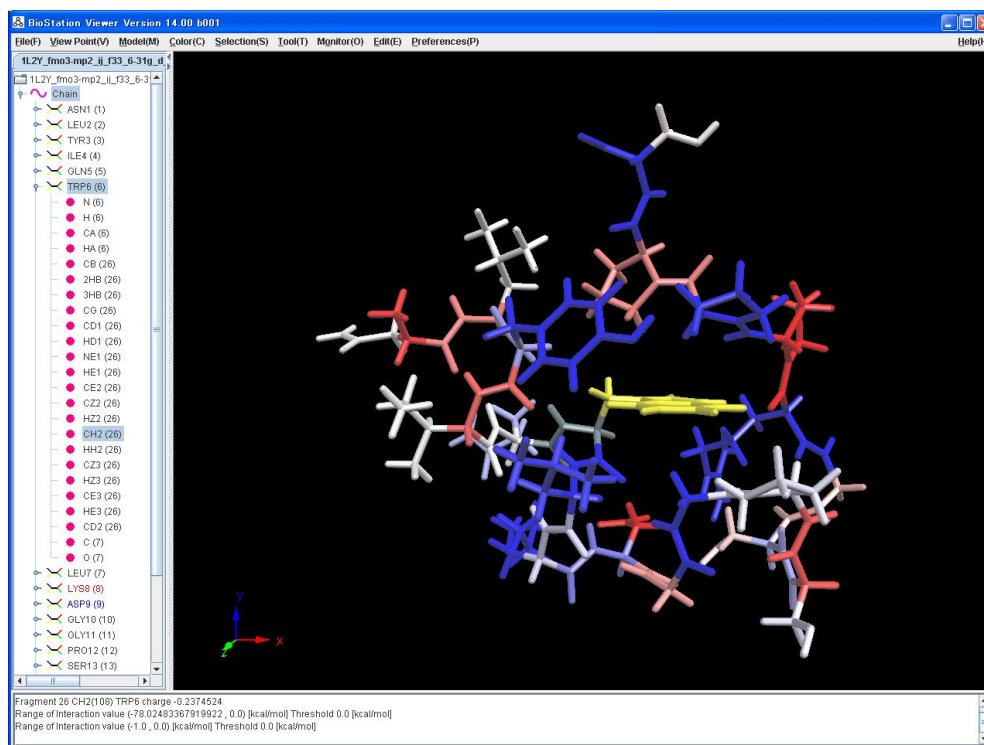 BioStation Viewer Version 14.00 b001
File(F) View Point(V) Model(M) Color(C) Selection(S) Tool(T) Monitor(O) Edit(E) Preferences(P) Help(H
1L2Y_fmo3-mp2_ij_f33_6-31g_d_
1L2Y_fmo3-mp2_ij_f33_6-31
Chain
ASN1 (1)
LEU2 (2)
TYR3 (3)
ILE4 (4)
GLN5 (5)
TRP6 (6)
N (6)
H (6)
CA (6)
HA (6)
CB (26)
2HB (26)
3HB (26)
CG (26)
CD1 (26)
HD1 (26)
NE1 (26)
HE1 (26)
CE2 (26)
CZ2 (26)
HZ2 (26)
CH2 (26)
HH2 (26)
CZ3 (26)
HZ3 (26)
CE3 (26)
HE3 (26)
CD2 (26)
C (7)
O (7)
LEU7 (7)
LYS8 (8)
ASP9 (9)
GLY10 (10)
GLY11 (11)
PRO12 (12)
SER13 (13)
Y
X
Z
Fragment 26 CH2(108) TRP6 charge -0.2374524
Range of Interaction value (-78.02483367919922 , 0.0) [kcal/mol] Threshold 0.0 [kcal/mol]
Range of Interaction value (-1.0 , 0.0) [kcal/mol] Threshold 0.0 [kcal/mol]